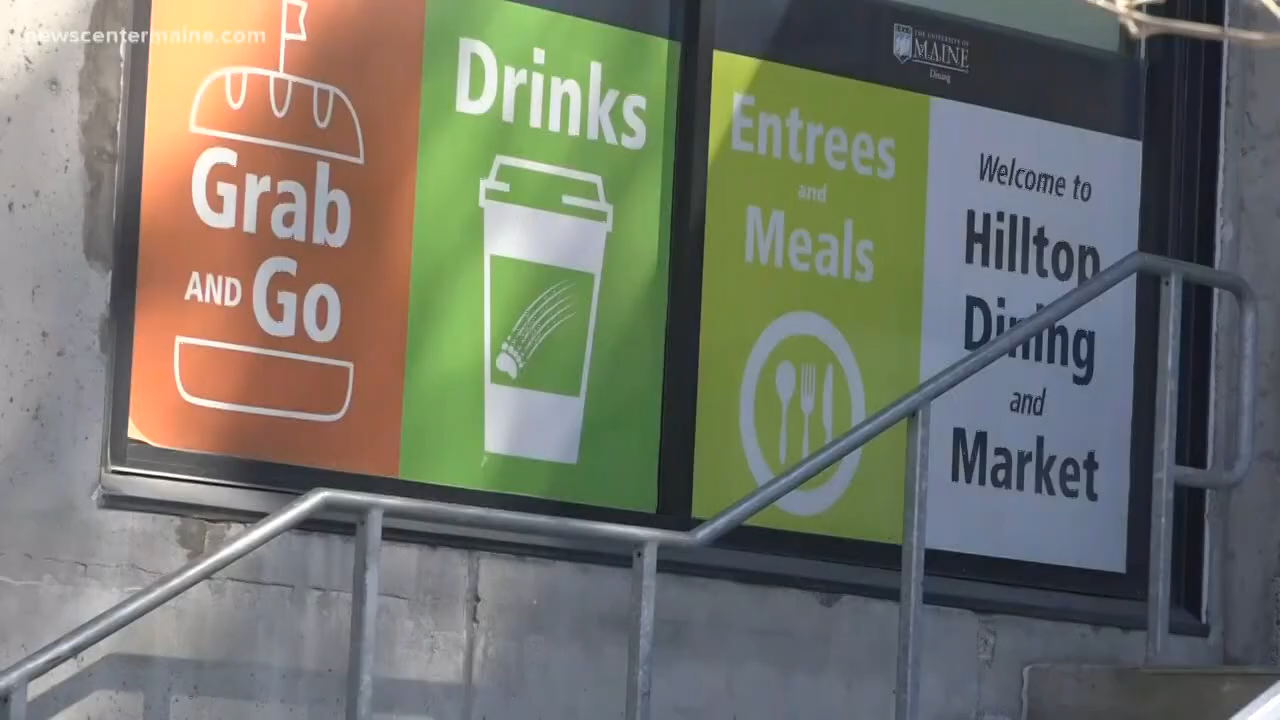 newscentermaine.com
Grab
AND Go
Drinks
Entrees
and
Meals
THE UNIVERSITY OF
MAINE
Dining
Welcome to
Hilltop
Dining
and
Market